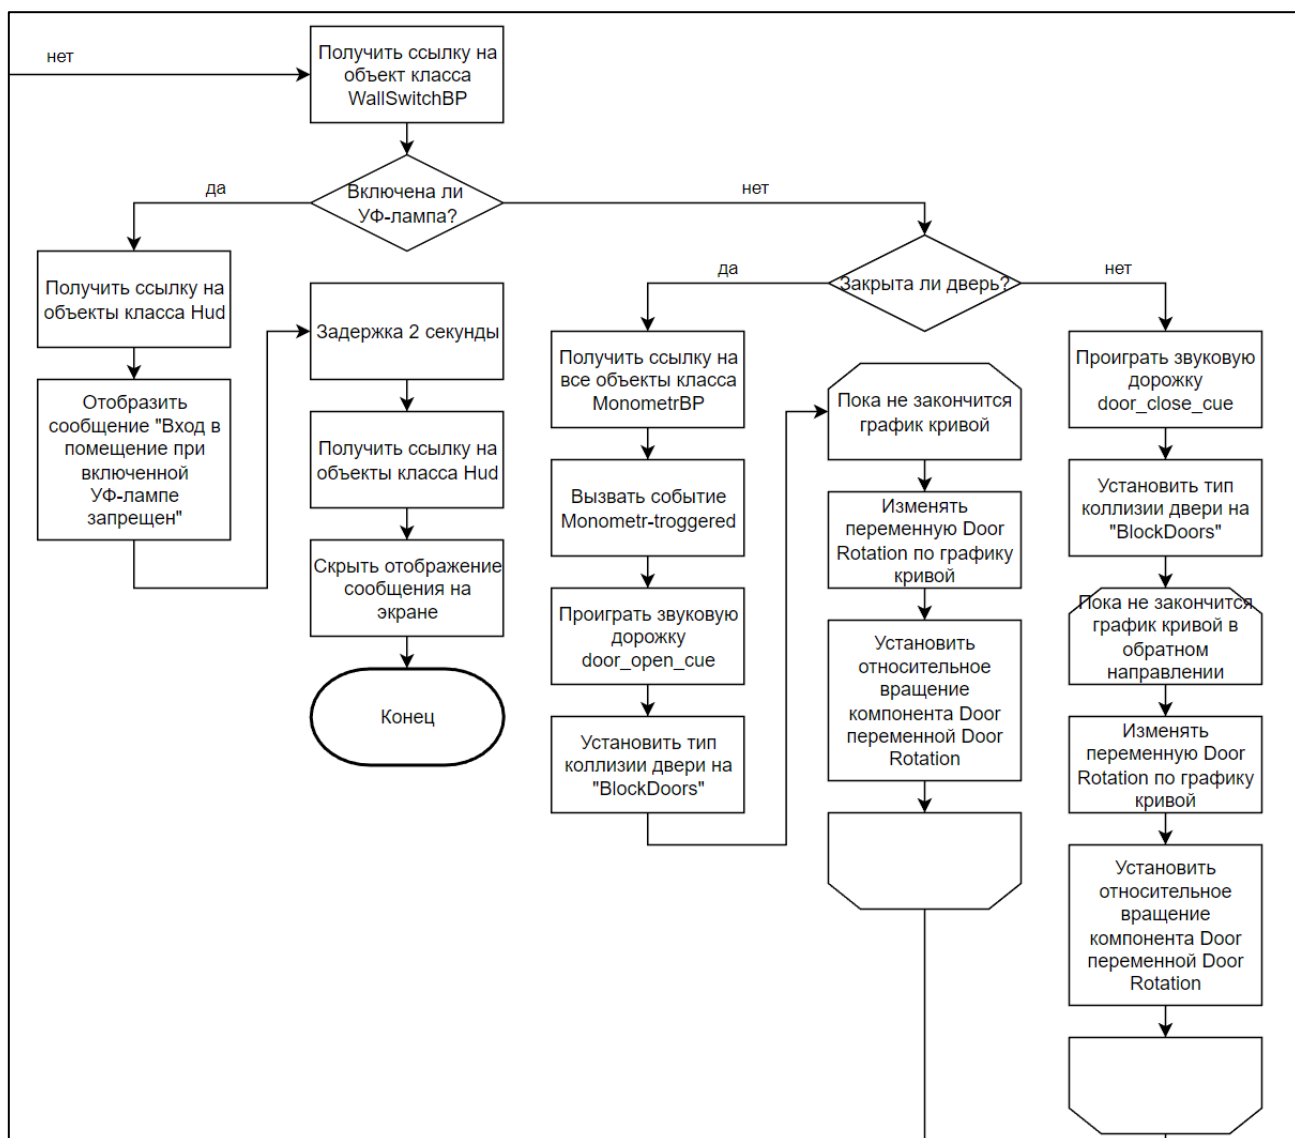 нет
Получить ссылку на
объект класса
WallSwitchBP
да
Включена ли
УФ-лампа?
нет
Получить ссылку на
объекты класса Hud
Отобразить
сообщение "Вход в
помещение при
включенной
УФ-лампе
запрещен"
Задержка 2 секунды
Получить ссылку на
объекты класса Hud
Скрыть отображение
сообщения на
экране
Конец
да
Закрыта ли дверь?
нет
Получить ссылку на
все объекты класса
MonometrBP
Вызвать событие
Monometr-troggered
Проиграть звуковую
дорожку
door_open_cue
Установить тип
коллизии двери на
"BlockDoors"
Пока не закончится
график кривой
Изменять
переменную Door
Rotation по графику
кривой
Установить
относительное
вращение
компонента Door
переменной Door
Rotation
Проиграть звуковую
дорожку
door_close_cue
Установить тип
коллизии двери на
"BlockDoors"
Пока не закончится
график кривой в
обратном
направлении
Изменять
переменную Door
Rotation по графику
кривой
Установить
относительное
вращение
компонента Door
переменной Door
Rotation